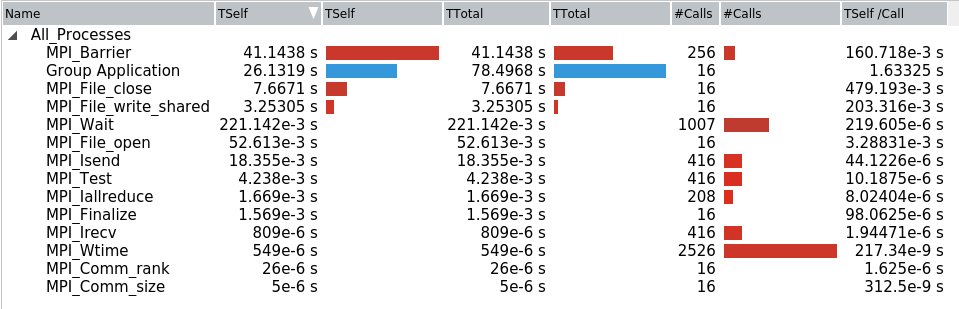 Name TSelf TSelf TTotal TTotal #Calls #Calls TSelf /Call
All_Processes
MPI_Barrier 41.1438 s 41.1438 s 256 160.718e-3 s
Group Application 26.1319 s 78.4968 s 16 1.63325 s
MPI_File_close 7.6671 s 7.6671 s 16 479.193e-3 s
MPI_File_write_shared 3.25305 s 3.25305 s 16 203.316e-3 s
MPI_Wait 221.142e-3 s 221.142e-3 s 1007 219.605e-6 s
MPI_File_open 52.613e-3 s 52.613e-3 s 16 3.28831e-3 s
MPI_Isend 18.355e-3 s 18.355e-3 s 416 44.1226e-6 s
MPI_Test 4.238e-3 s 4.238e-3 s 416 10.1875e-6 s
MPI_Iallreduce 1.669e-3 s 1.669e-3 s 208 8.02404e-6 s
MPI_Finalize 1.569e-3 s 1.569e-3 s 16 98.0625e-6 s
MPI_Irecv 809e-6 s 809e-6 s 416 1.94471e-6 s
MPI_Wtime 549e-6 s 549e-6 s 2526 217.34e-9 s
MPI_Comm_rank 26e-6 s 26e-6 s 16 1.625e-6 s
MPI_Comm_size 5e-6 s 5e-6 s 16 312.5e-9 s